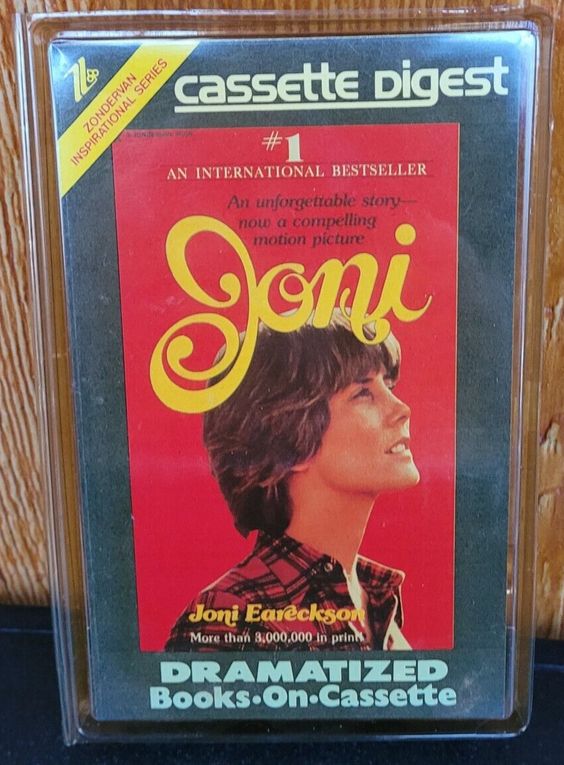 ZONDERVAN
INSPIRATIONAL SERIES
cassette Digest
#1
AN INTERNATIONAL BESTSELLER
An unforgettable story—
now a compelling
motion picture
Joni
Joni Eareckson
More than 3,000,000 in print!
DRAMATIZED
Books•On•Cassette